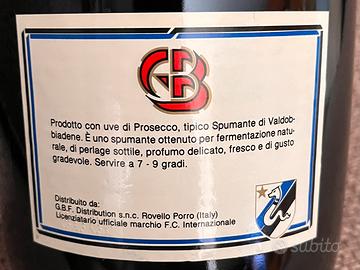 GB
Prodotto con uve di Prosecco, tipico Spumante di Valdob-
biadene. È uno spumante ottenuto per fermentazione natu-
rale, di perlage sottile, profumo delicato, fresco e di gusto
gradevole. Servire a 7 - 9 gradi.
Distribuito da:
G.B.F. Distribution s.n.c. Rovello Porro (Italy)
Licenziatario ufficiale marchio F.C. Internazionale
subito